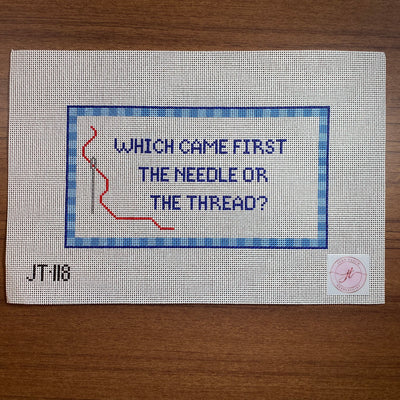 WHICH CAME FIRST
THE NEEDLE OR
THE THREAD?
JT·118